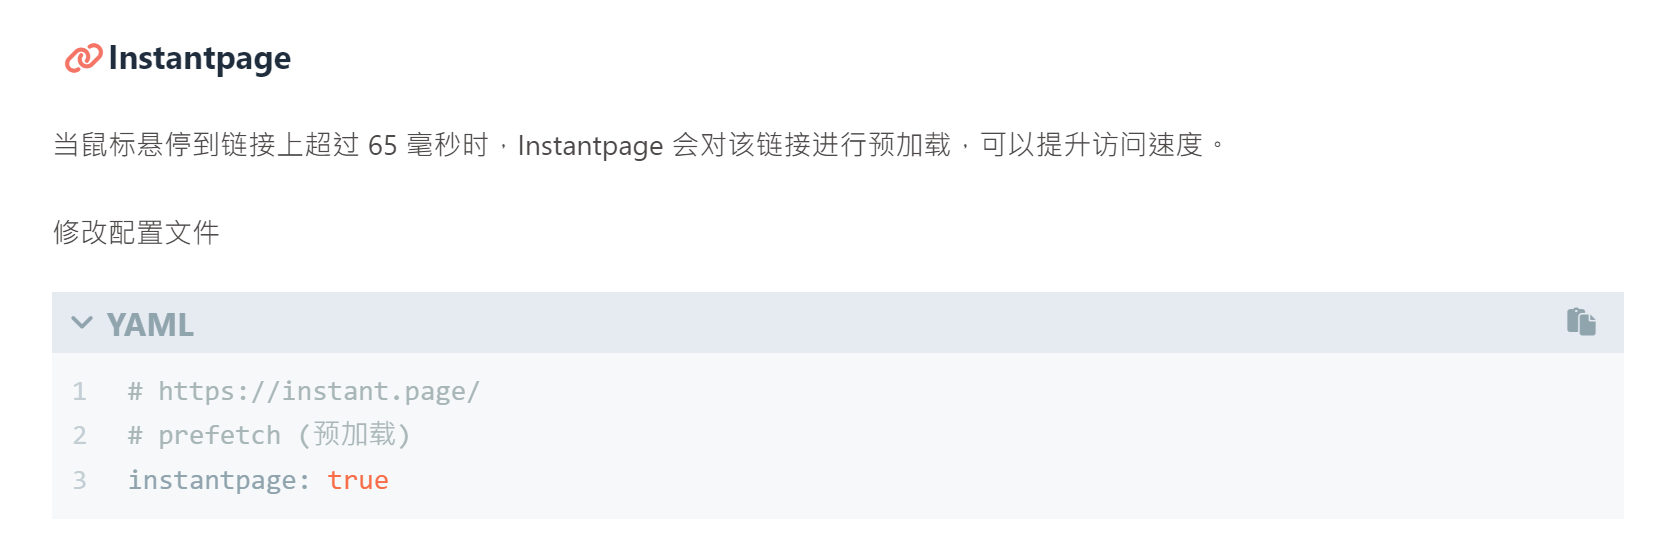 Instantpage
当鼠标悬停到链接上超过 65 毫秒时，Instantpage 会对该链接进行预加载，可以提升访问速度。
修改配置文件
YAML
1 # https://instant.page/
2 # prefetch (预加载)
3 instantpage: true